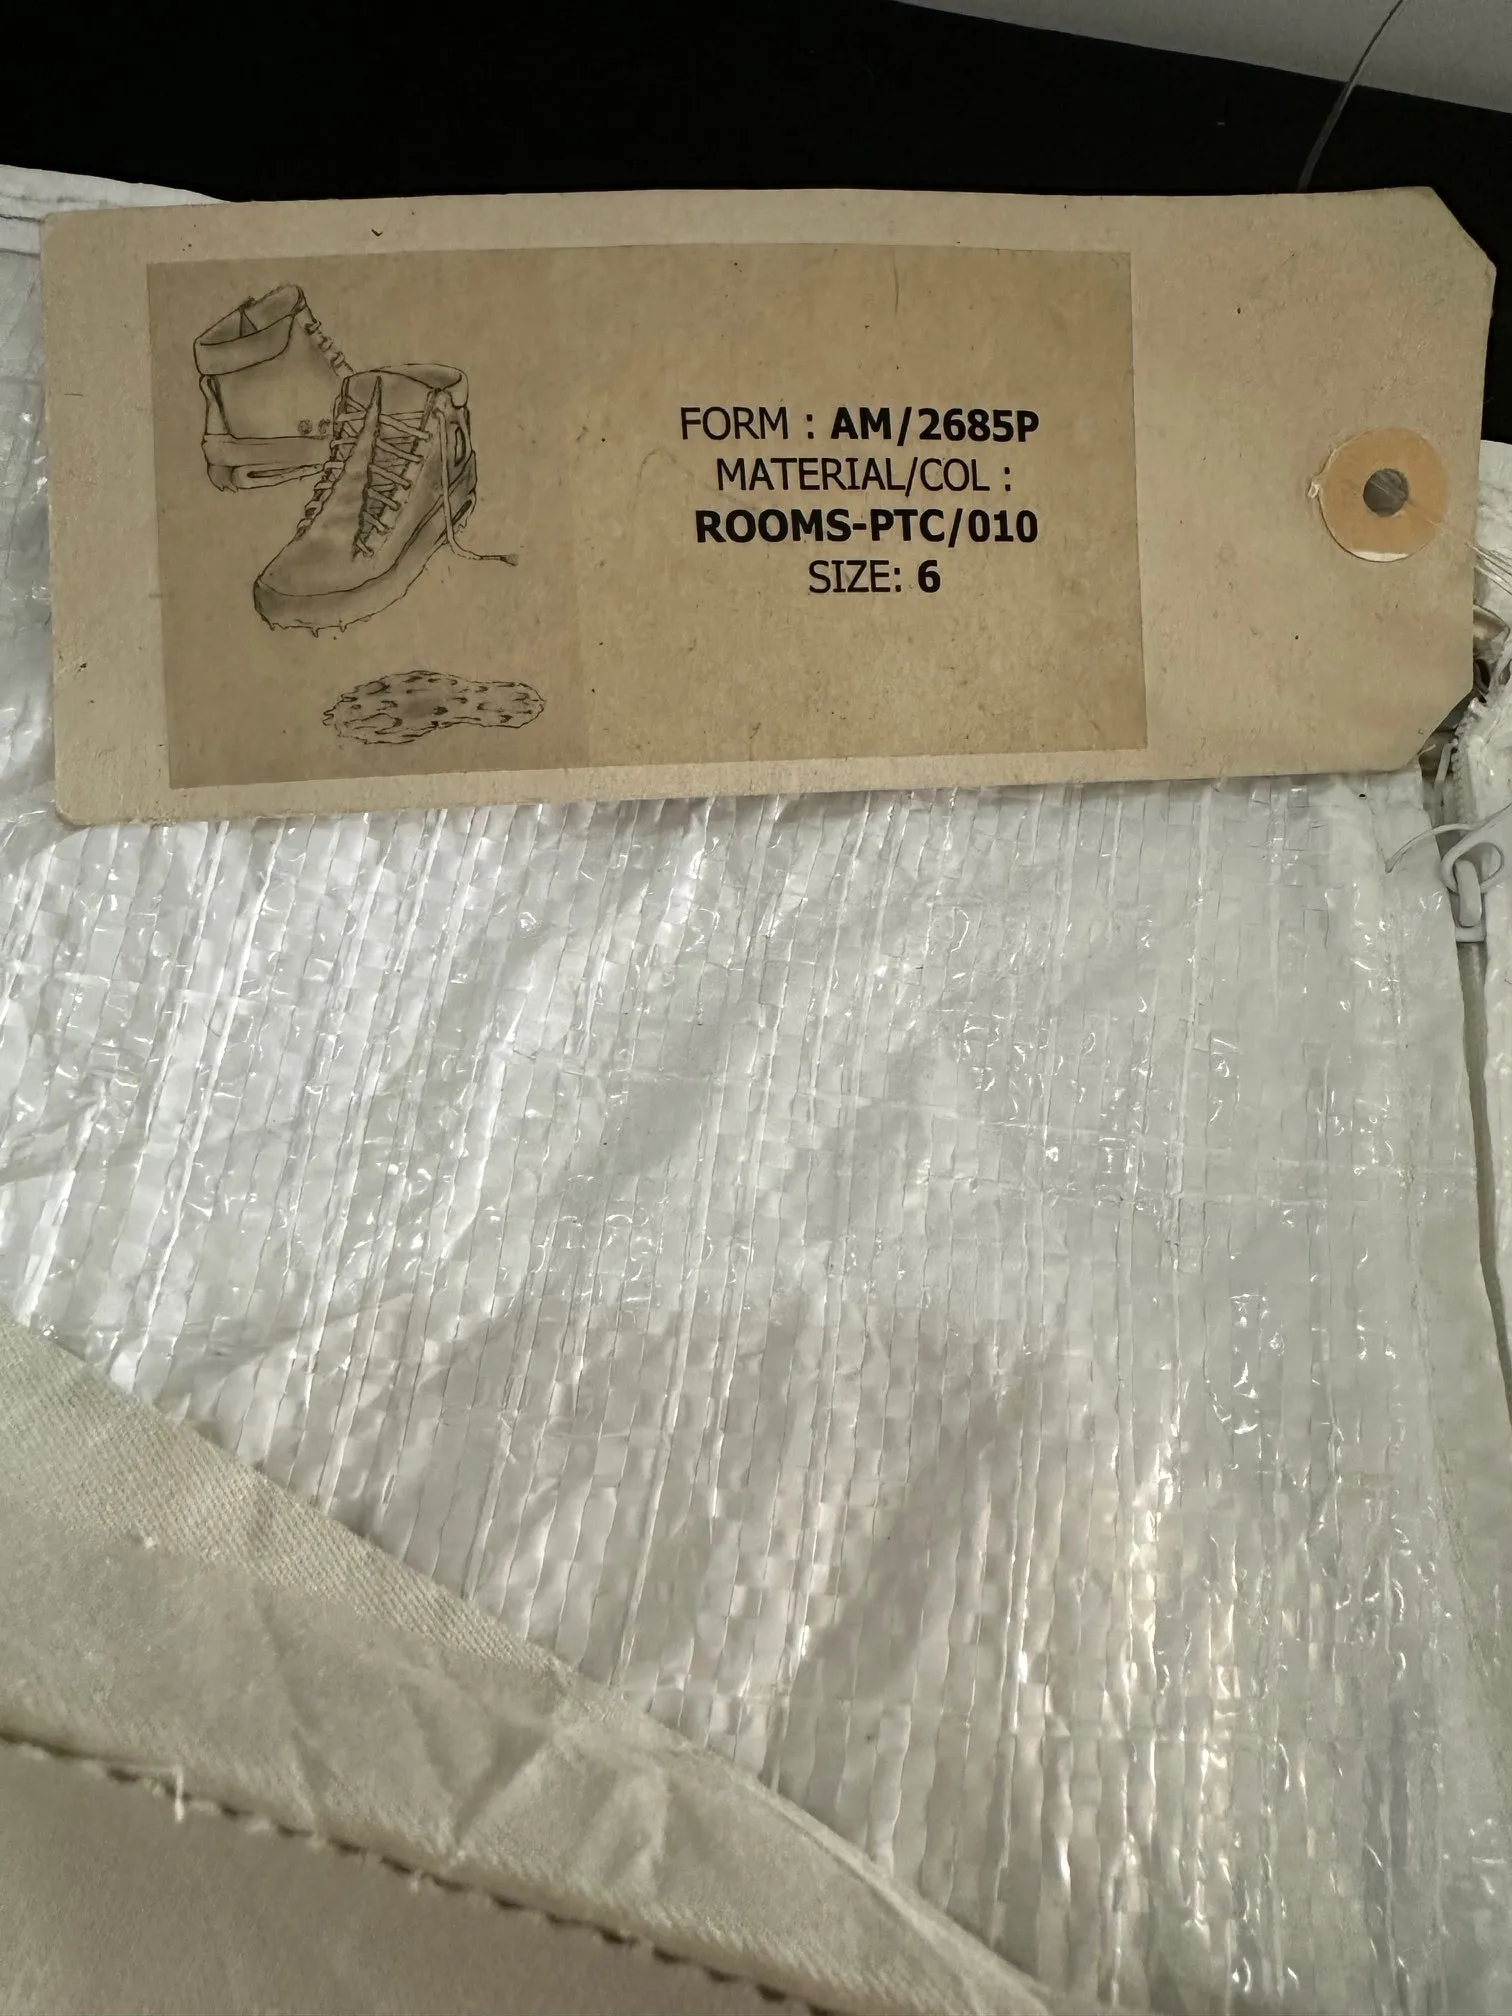 FORM : AM/2685P
MATERIAL/COL :
ROOMS-PTC/010
SIZE: 6